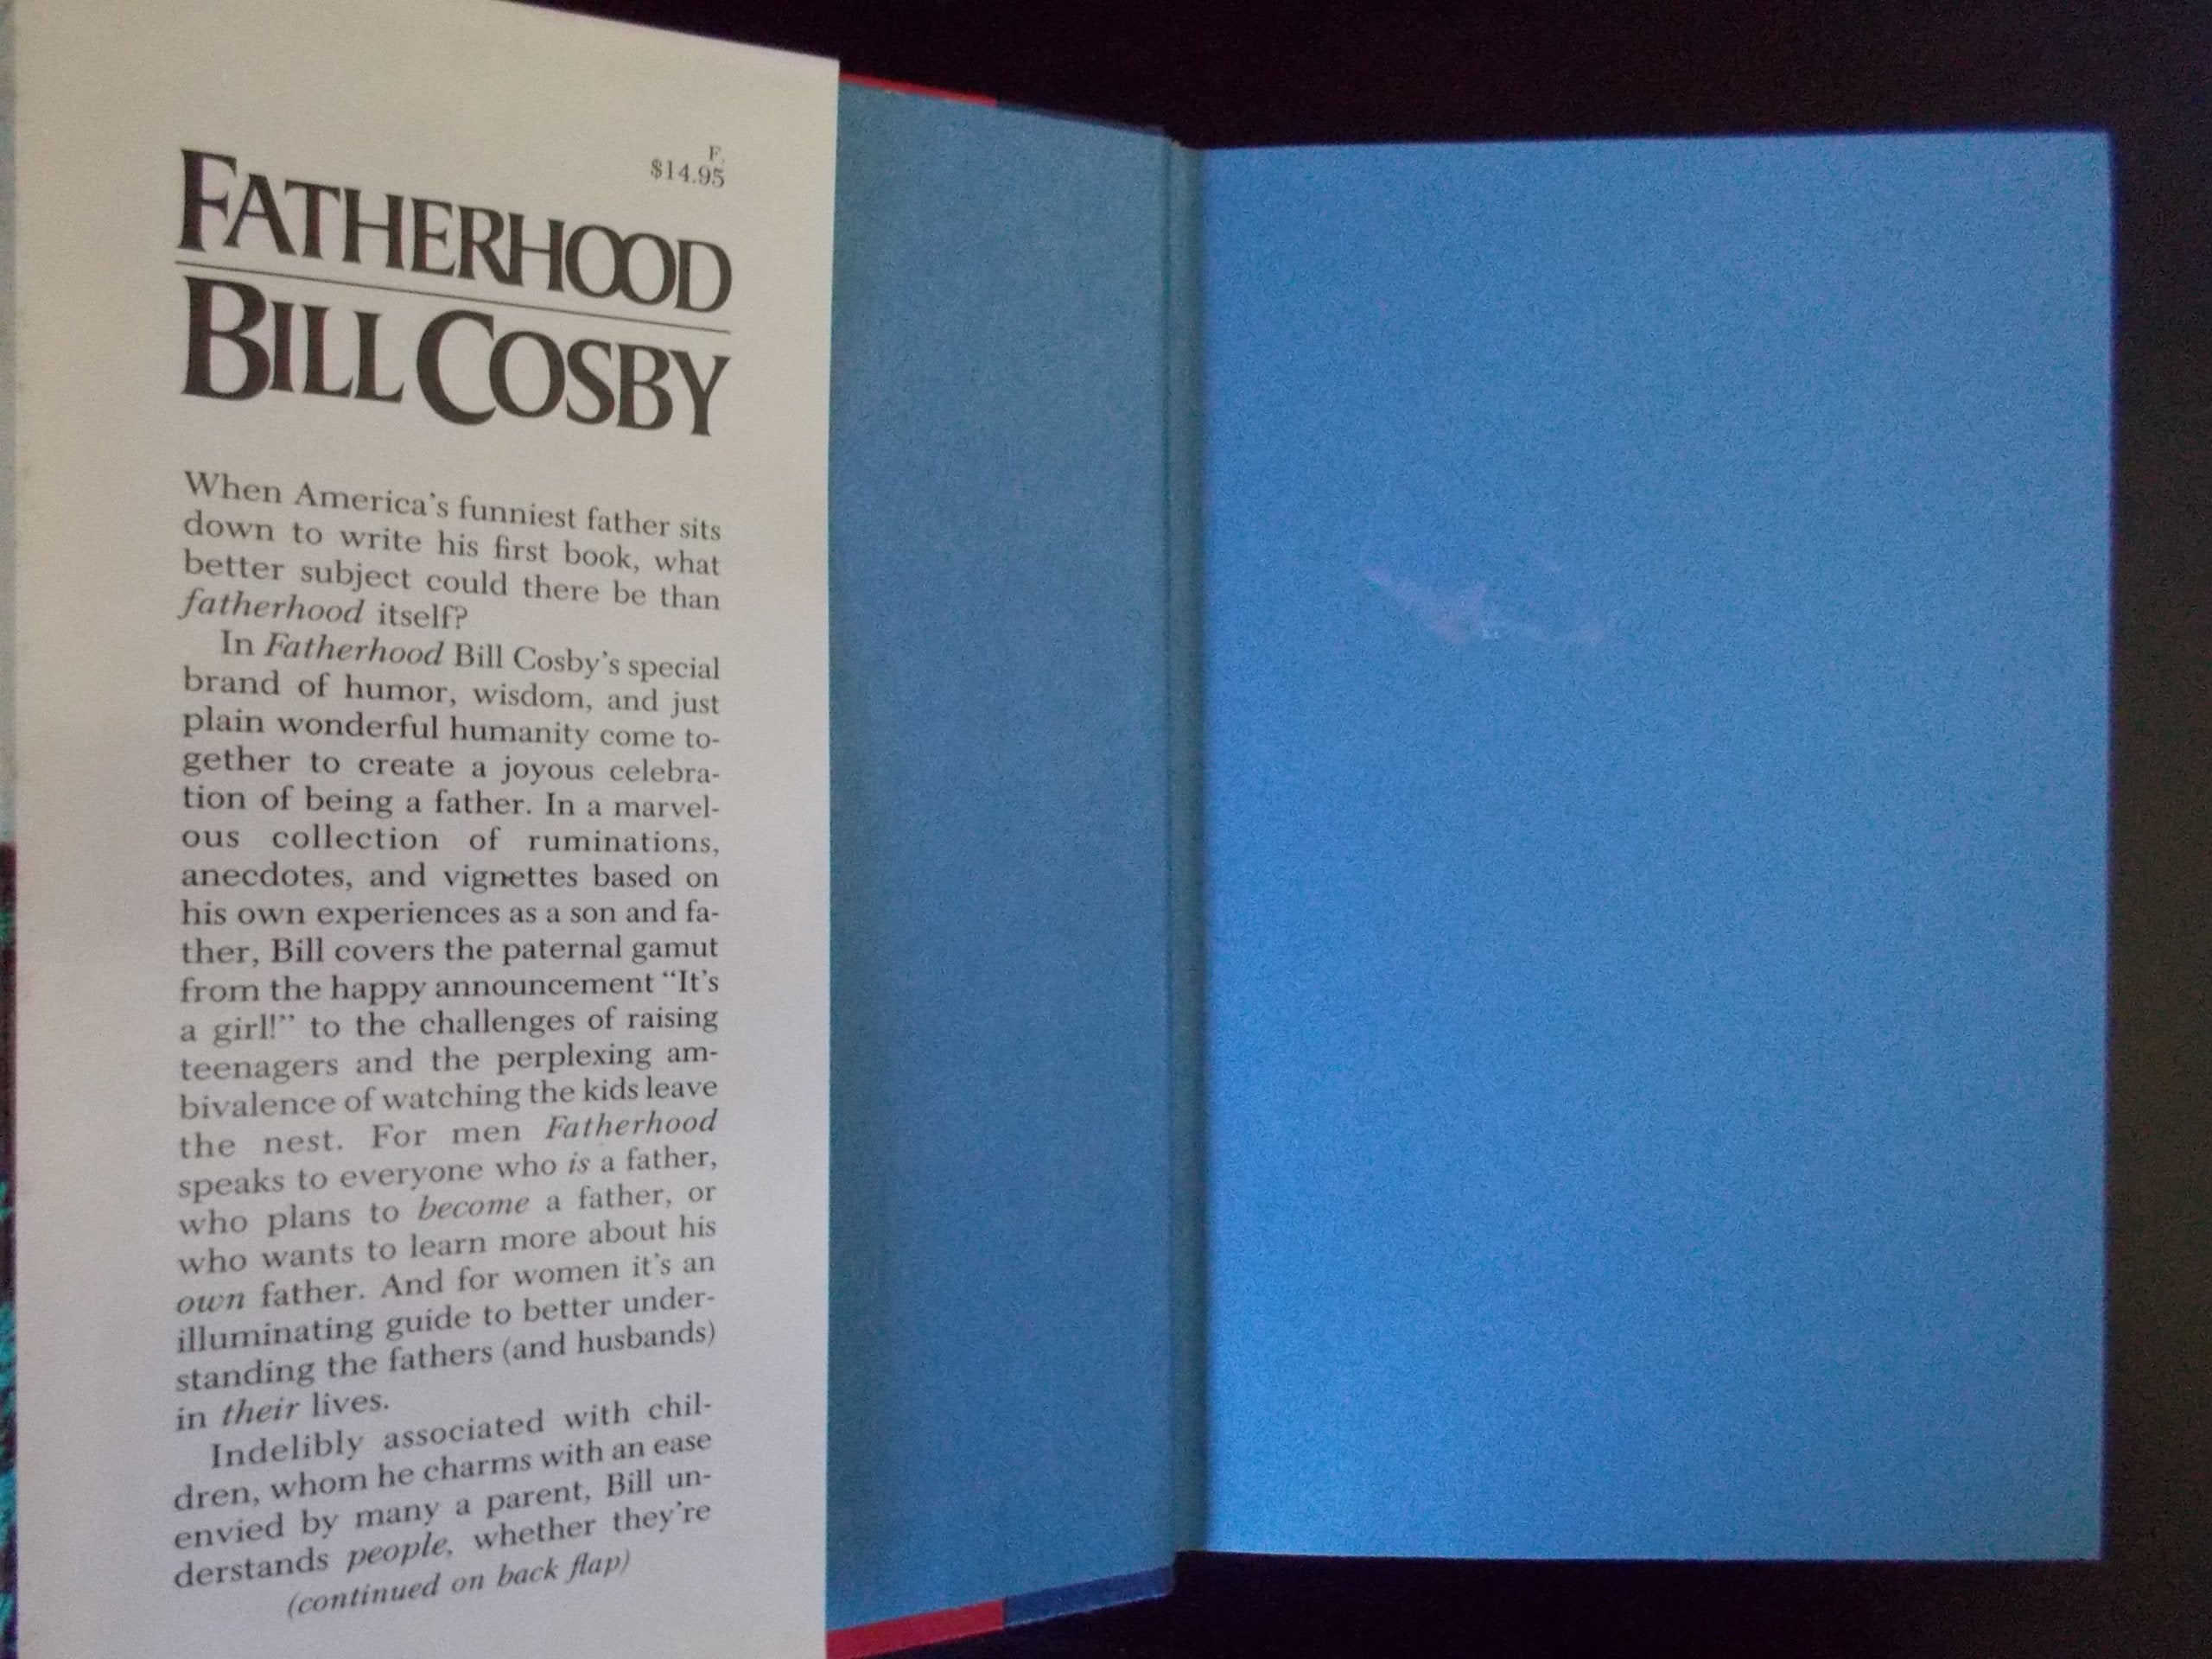 F.
$14.95
FATHERHOOD
BILL COSBY
When America's funniest father sits
down to write his first book, what
better subject could there be than
fatherhood itself?
In Fatherhood Bill Cosby's special
brand of humor, wisdom, and just
plain wonderful humanity come to-
gether to create a joyous celebra-
tion of being a father. In a marvel-
ous collection of ruminations,
anecdotes, and vignettes based on
his own experiences as a son and fa-
ther, Bill covers the paternal gamut
from the happy announcement “It's
a girl!” to the challenges of raising
teenagers and the perplexing am-
bivalence of watching the kids leave
the nest. For men Fatherhood
speaks to everyone who is a father,
who plans to become a father, or
who wants to learn more about his
own father. And for women it's an
illuminating guide to better under-
standing the fathers (and husbands)
in their lives.
Indelibly associated with chil-
dren, whom he charms with an ease
envied by many a parent, Bill un-
derstands people, whether they're
(continued on back flap)